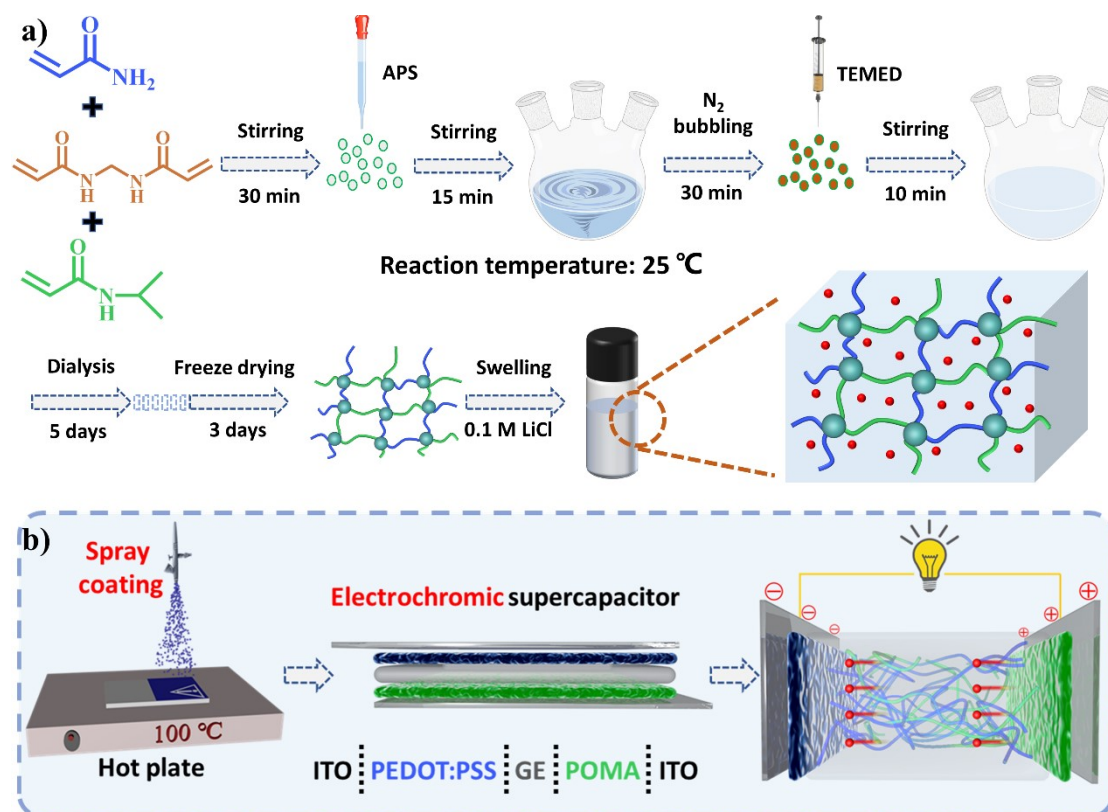 a)
O
NH2
+
O
O
N
H
N
H
+
O
N
H
Stirring
30 min
APS
Stirring
15 min
N2
bubbling
30 min
TEMED
Stirring
10 min
Reaction temperature: 25 ℃
Dialysis
5 days
Freeze drying
3 days
Swelling
0.1 M LiCl
b)
Spray
coating
100 ℃
Hot plate
Electrochromic supercapacitor
ITO PEDOT:PSS GE POMA ITO
⊖ ⊕
⊖ ⊕
⊖ ⊕